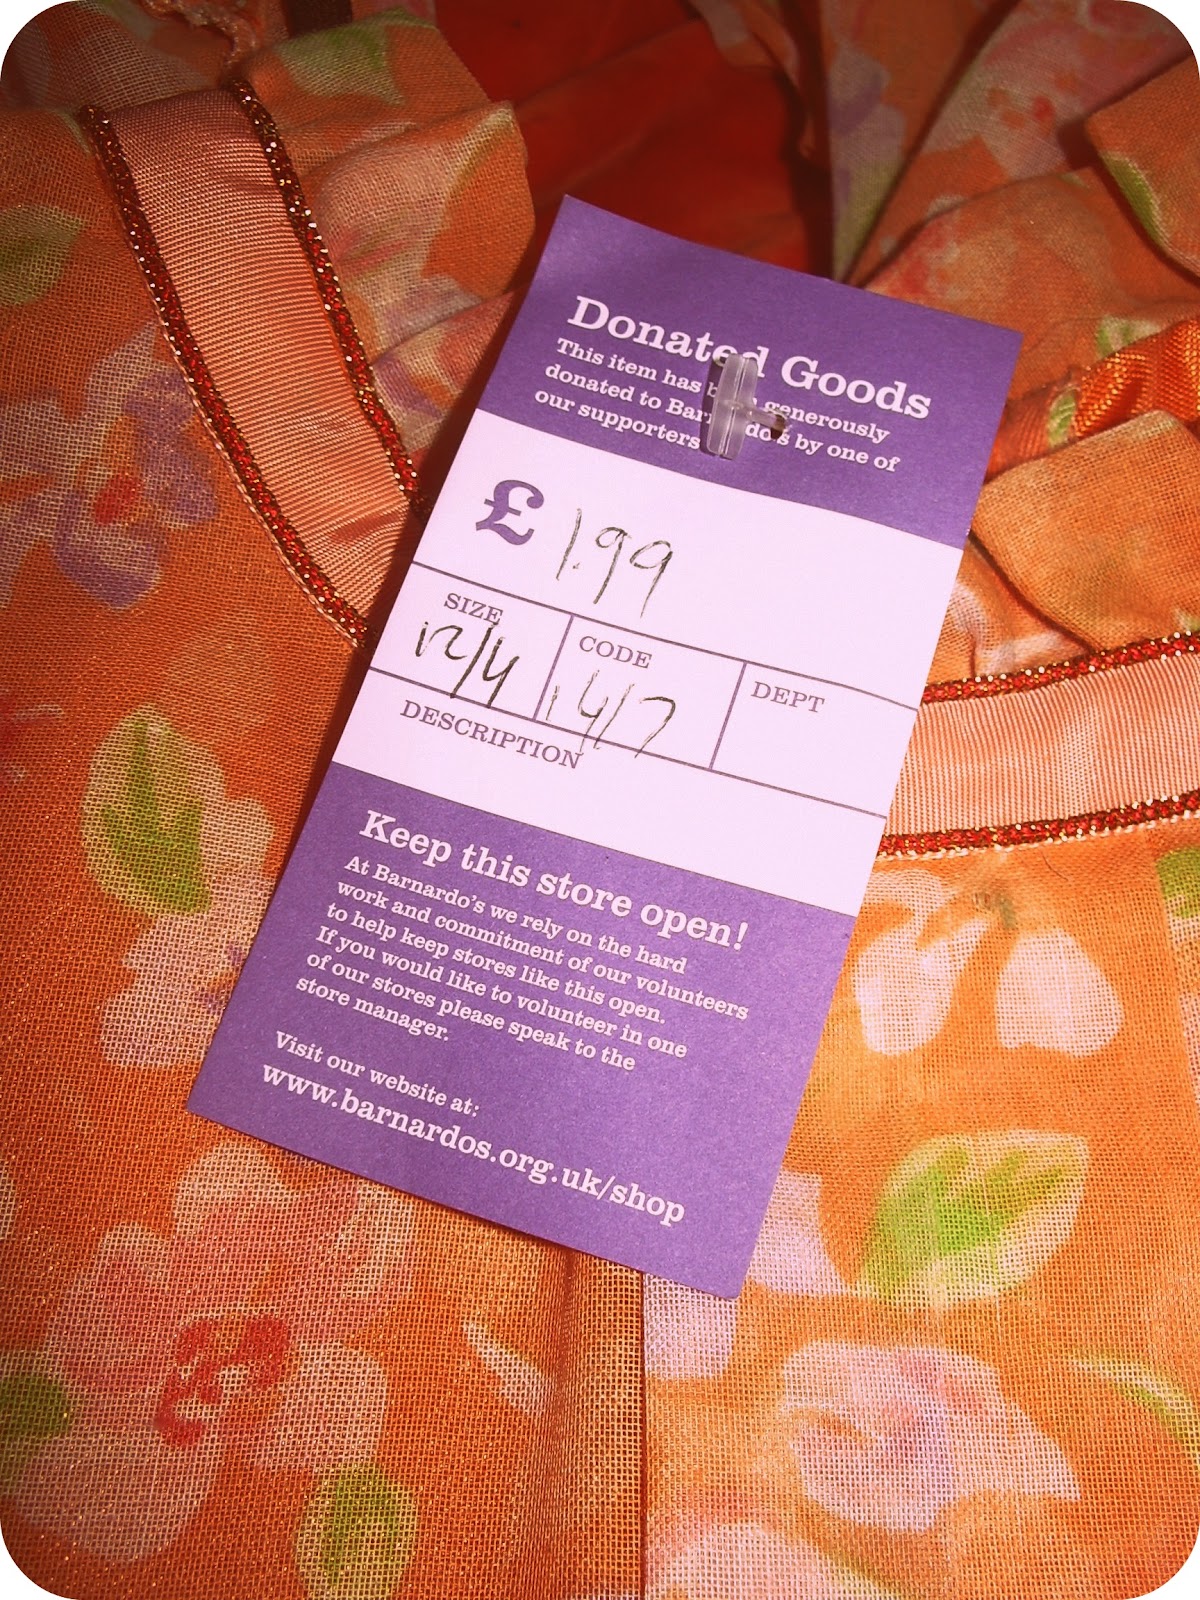 Donated Goods
This item has been generously
donated to Barnardo's by one of
our supporters
£ 1.99
SIZE CODE DEPT
12/14 14/7
DESCRIPTION
Keep this store open!
At Barnardo's we rely on the hard
work and commitment of our volunteers
to help keep stores like this open.
If you would like to volunteer in one
of our stores please speak to the
store manager.
Visit our website at:
www.barnardos.org.uk/shop